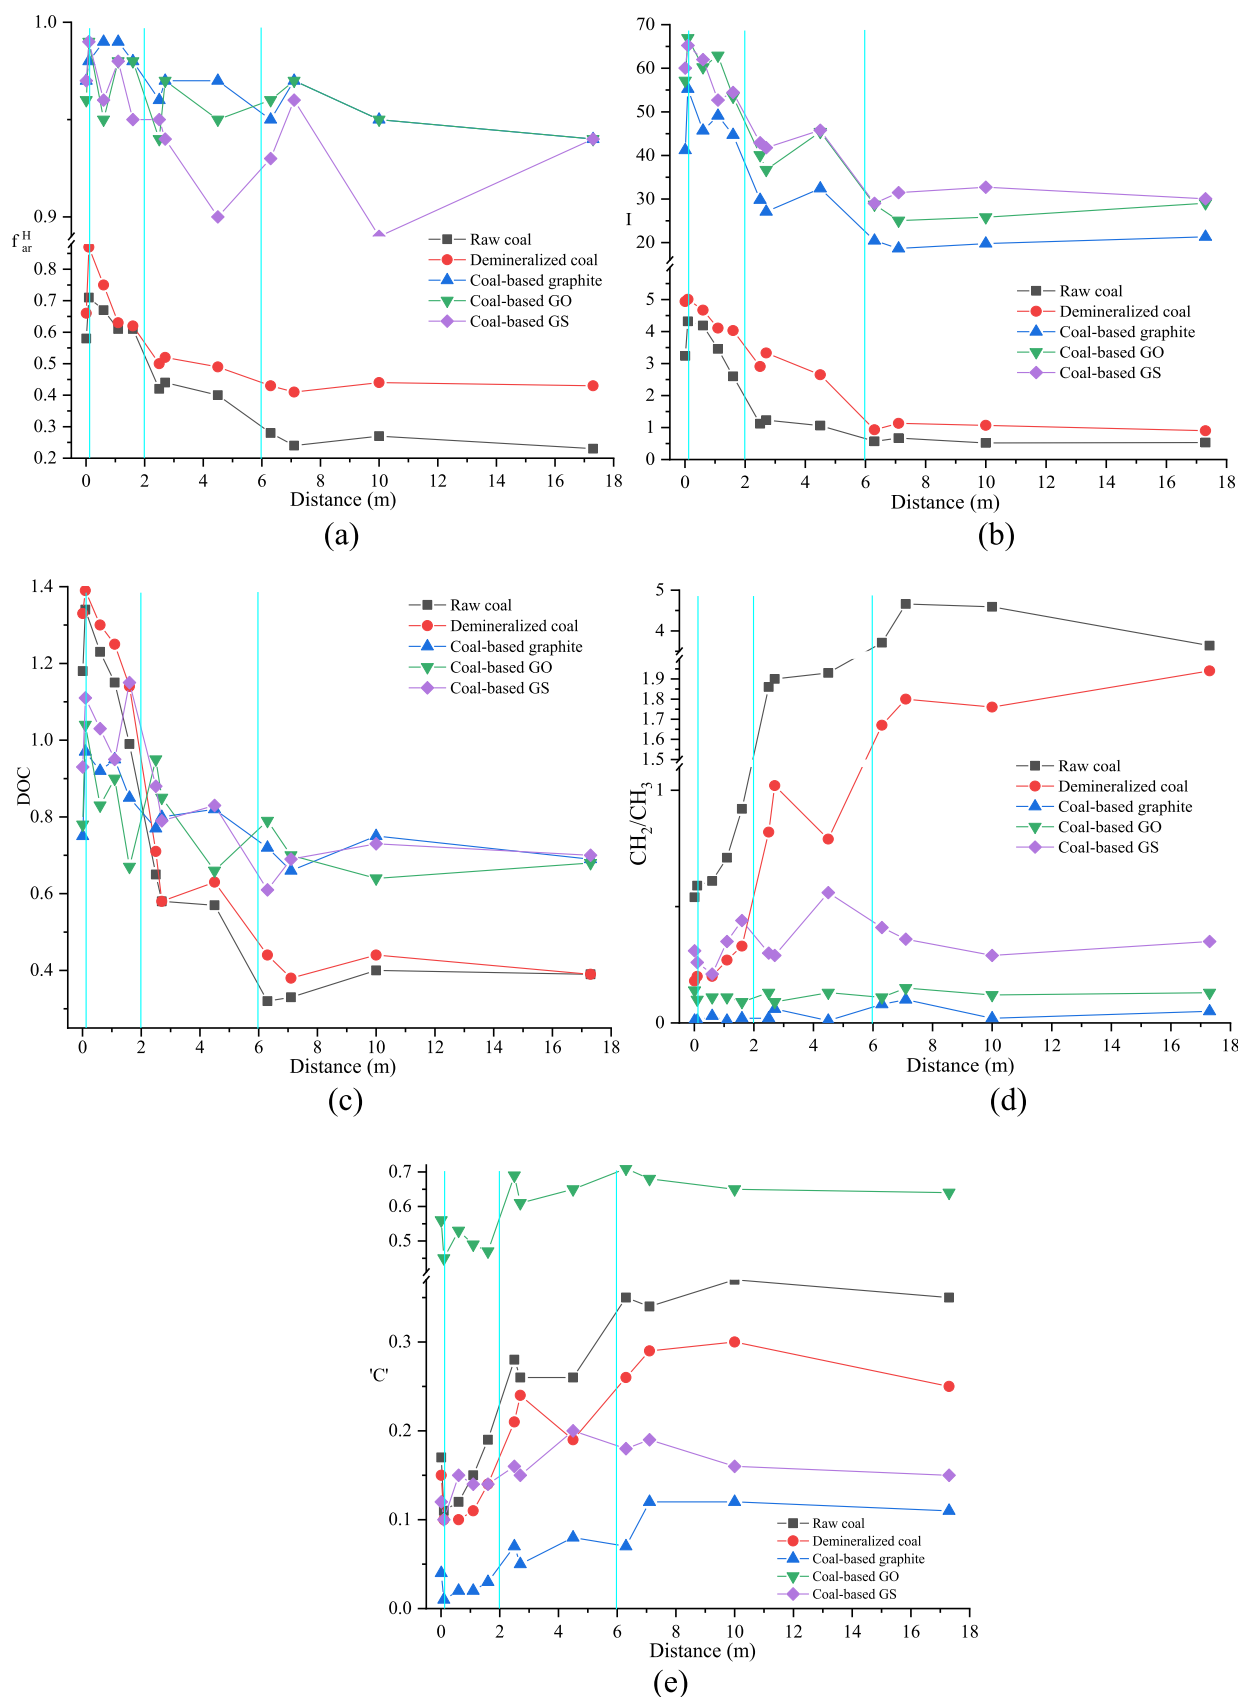 1.0
0.9
f ar H
0.8
0.7
0.6
0.5
0.4
0.3
0.2
Raw coal
Demineralized coal
Coal-based graphite
Coal-based GO
Coal-based GS
0 2 4 6 8 10 12 14 16 18
Distance (m)
(a)
70
60
50
40
30
20
I
5
4
3
2
1
0
Raw coal
Demineralized coal
Coal-based graphite
Coal-based GO
Coal-based GS
0 2 4 6 8 10 12 14 16 18
Distance (m)
(b)
1.4
1.2
1.0
0.8
0.6
0.4
DOC
Raw coal
Demineralized coal
Coal-based graphite
Coal-based GO
Coal-based GS
0 2 4 6 8 10 12 14 16 18
Distance (m)
(c)
5
4
1.9
1.8
1.7
1.6
1.5
1
0
CH2/CH3
Raw coal
Demineralized coal
Coal-based graphite
Coal-based GO
Coal-based GS
0 2 4 6 8 10 12 14 16 18
Distance (m)
(d)
0.7
0.6
0.5
0.3
0.2
0.1
0.0
'C'
Raw coal
Demineralized coal
Coal-based graphite
Coal-based GO
Coal-based GS
0 2 4 6 8 10 12 14 16 18
Distance (m)
(e)